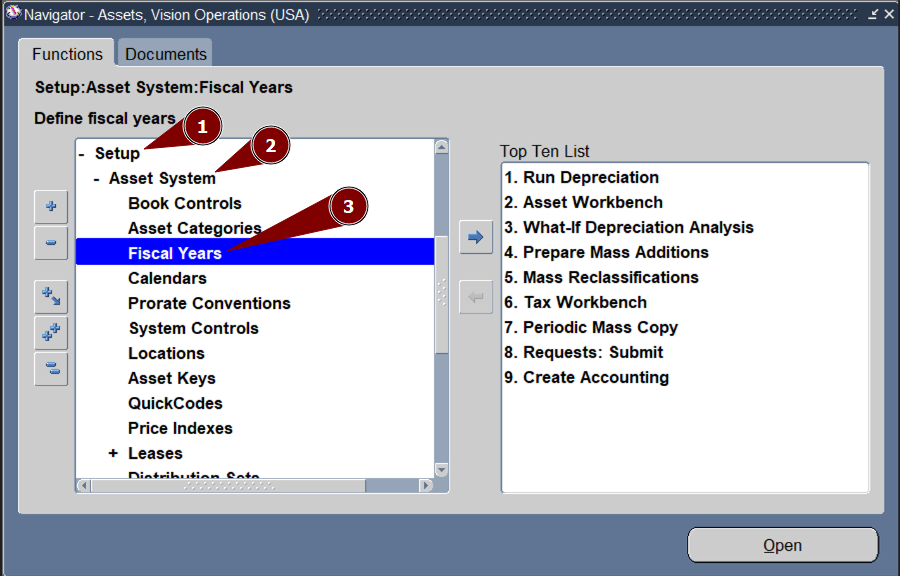 Navigator - Assets, Vision Operations (USA)
Functions
Documents
Setup:Asset System:Fiscal Years
Define fiscal years
1
2
3
- Setup
- Asset System
Book Controls
Asset Categories
Fiscal Years
Calendars
Prorate Conventions
System Controls
Locations
Asset Keys
QuickCodes
Price Indexes
+ Leases
Distribution Sets
Top Ten List
1. Run Depreciation
2. Asset Workbench
3. What-If Depreciation Analysis
4. Prepare Mass Additions
5. Mass Reclassifications
6. Tax Workbench
7. Periodic Mass Copy
8. Requests: Submit
9. Create Accounting
Open